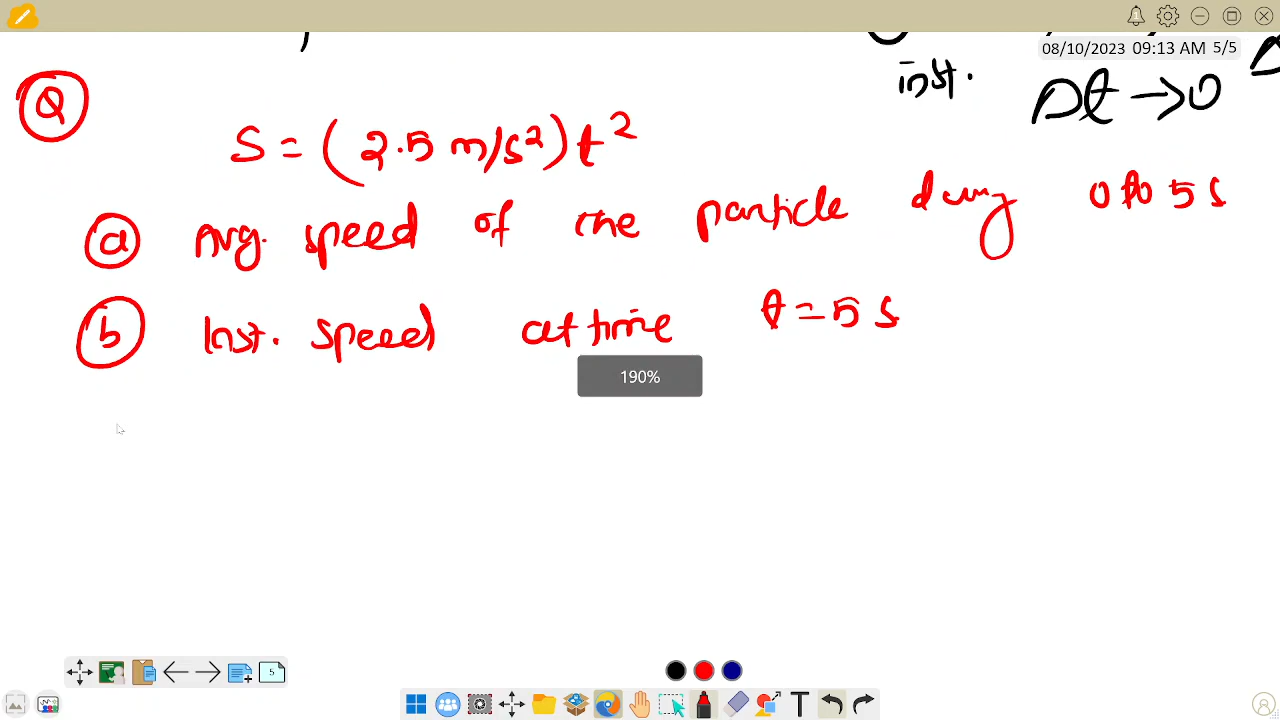 08/10/2023 09:13 AM 5/5
inst.
Δt → 0
Q
S = (2.5 m/s²) t²
a Avg. speed of the particle during 0 to 5 s
b Inst. speed at time t = 5 s
190%
5
T